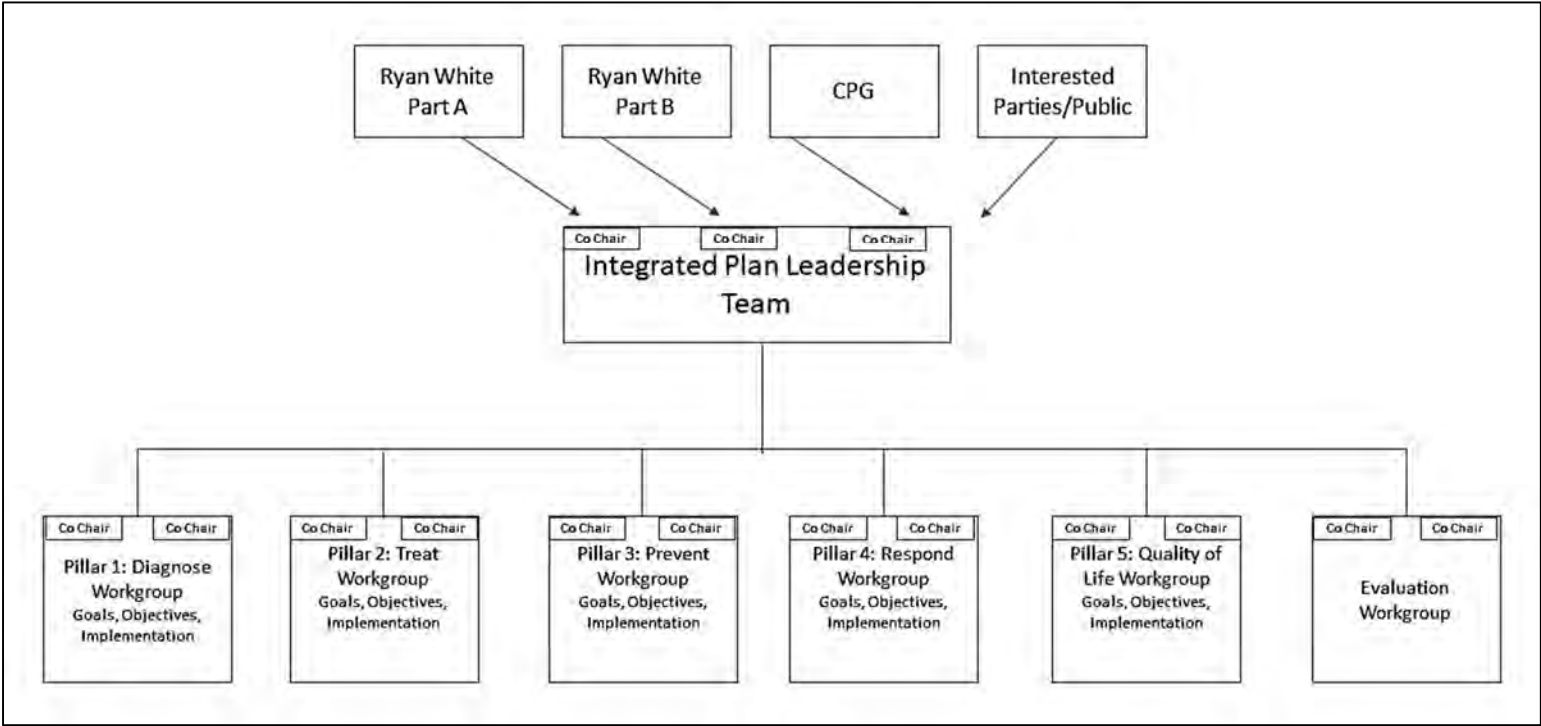 Ryan White
Part A
Ryan White
Part B
CPG
Interested
Parties/Public
Co Chair
Co Chair
Co Chair
Integrated Plan Leadership
Team
Co Chair
Co Chair
Pillar 1: Diagnose
Workgroup
Goals, Objectives,
Implementation
Co Chair
Co Chair
Pillar 2: Treat
Workgroup
Goals, Objectives,
Implementation
Co Chair
Co Chair
Pillar 3: Prevent
Workgroup
Goals, Objectives,
Implementation
Co Chair
Co Chair
Pillar 4: Respond
Workgroup
Goals, Objectives,
Implementation
Co Chair
Co Chair
Pillar 5: Quality of
Life Workgroup
Goals, Objectives,
Implementation
Co Chair
Co Chair
Evaluation
Workgroup